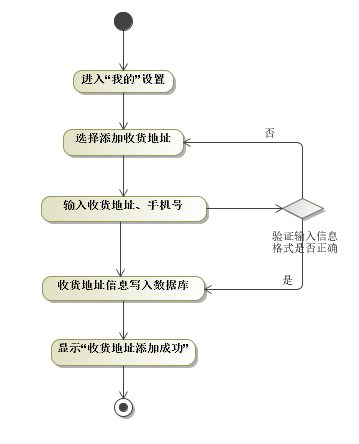 进入“我的”设置
选择添加收货地址
否
输入收货地址、手机号
验证输入信息
格式是否正确
是
收货地址信息写入数据库
显示“收货地址添加成功”